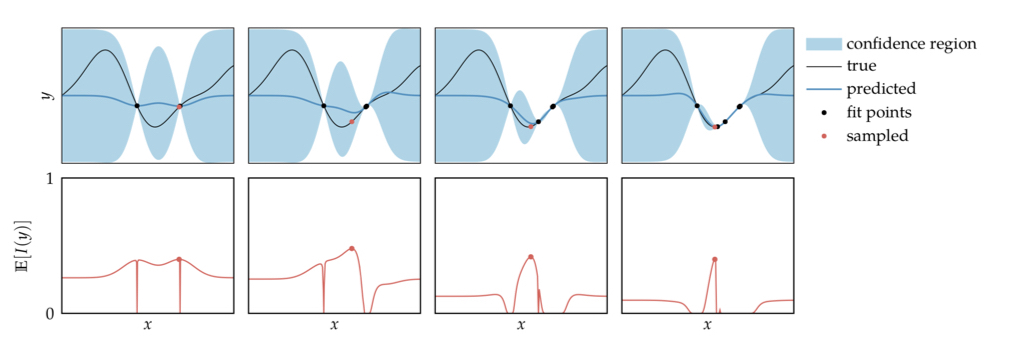 y
confidence region
true
predicted
fit points
sampled
1
𝔼[I(y)]
0
x
x
x
x